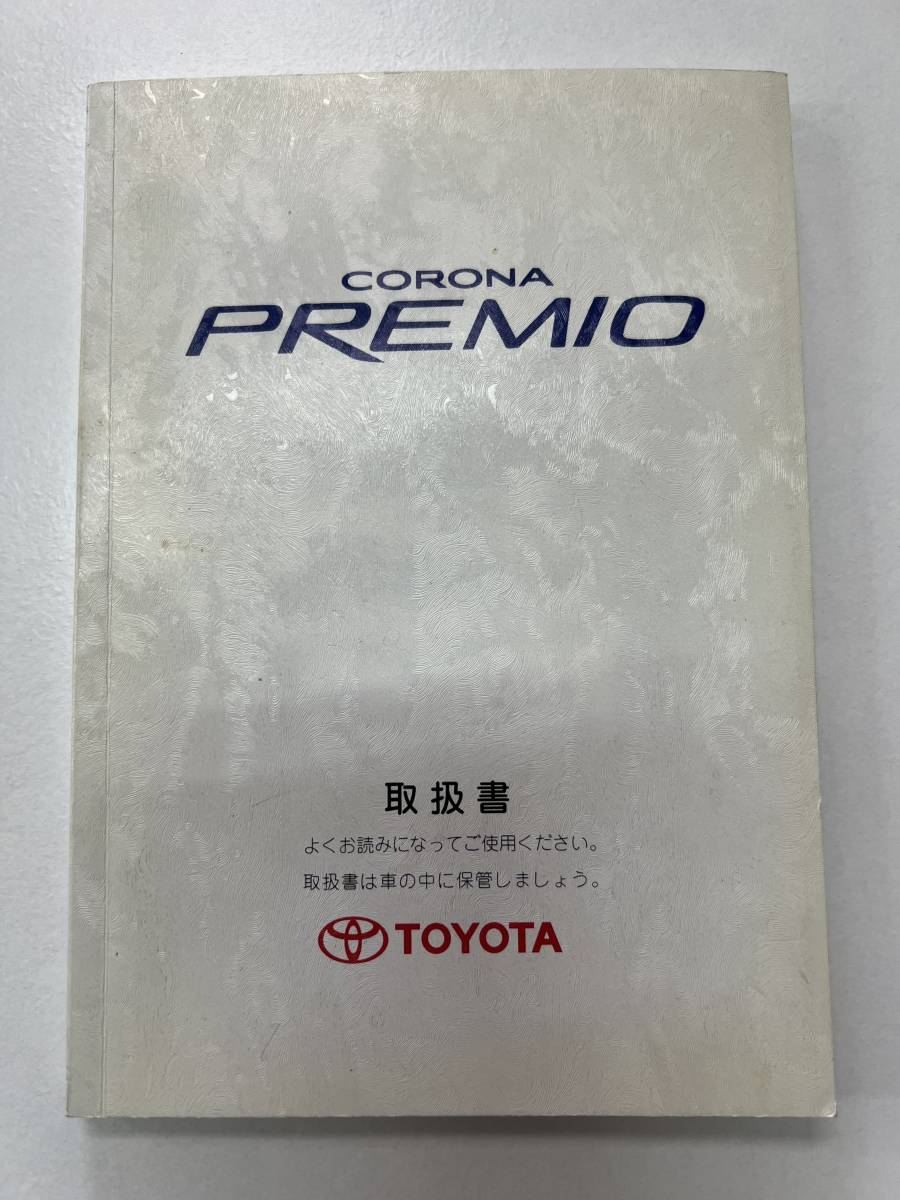 CORONA
PREMIO
取扱書
よくお読みになってご使用ください。
取扱書は車の中に保管しましょう。
TOYOTA